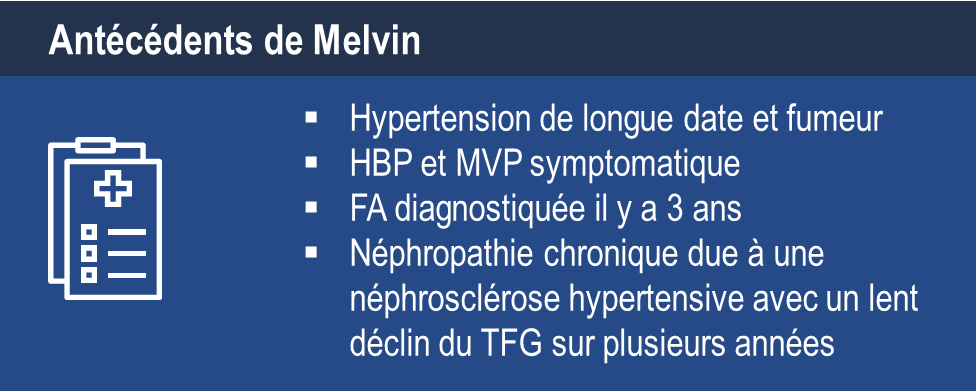 Antécédents de Melvin
▪ Hypertension de longue date et fumeur
▪ HBP et MVP symptomatique
▪ FA diagnostiquée il y a 3 ans
▪ Néphropathie chronique due à une
néphrosclérose hypertensive avec un lent
déclin du TFG sur plusieurs années